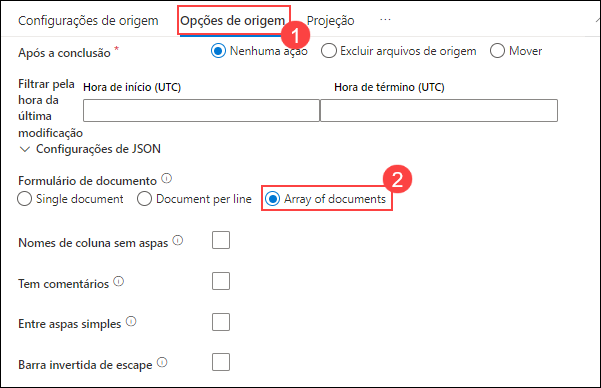 Configurações de origem Opções de origem Projeção ...
1
Após a conclusão * Nenhuma ação Excluir arquivos de origem Mover
Filtrar pela hora da última modificação
Hora de início (UTC) Hora de término (UTC)
Configurações de JSON
Formulário de documento
2
Single document Document per line Array of documents
Nomes de coluna sem aspas
Tem comentários
Entre aspas simples
Barra invertida de escape